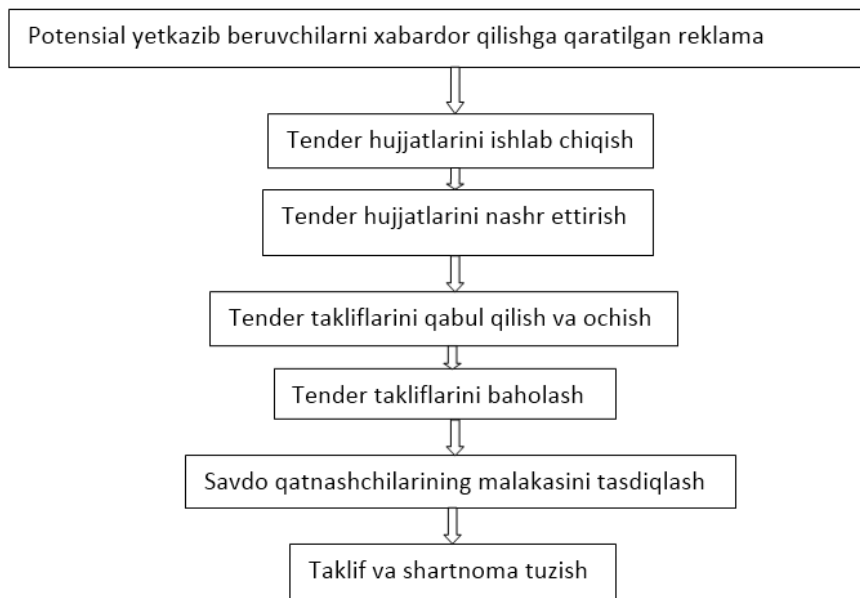 Potensial yetkazib beruvchilarni xabardor qilishga qaratilgan reklama
Tender hujjatlarini ishlab chiqish
Tender hujjatlarini nashr ettirish
Tender takliflarini qabul qilish va ochish
Tender takliflarini baholash
Savdo qatnashchilarining malakasini tasdiqlash
Taklif va shartnoma tuzish